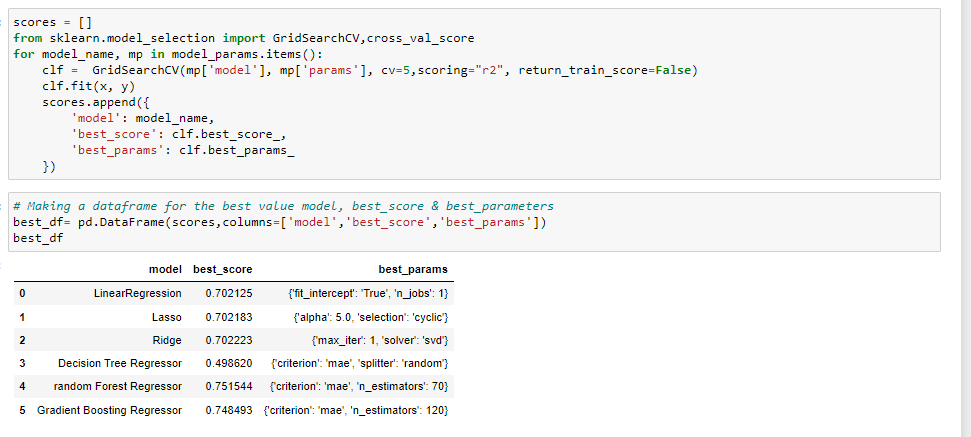 scores = []
from sklearn.model_selection import GridSearchCV,cross_val_score
for model_name, mp in model_params.items():
    clf =  GridSearchCV(mp['model'], mp['params'], cv=5,scoring="r2", return_train_score=False)
    clf.fit(x, y)
    scores.append({
        'model': model_name,
        'best_score': clf.best_score_,
        'best_params': clf.best_params_
    })
# Making a dataframe for the best value model, best_score & best_parameters
best_df= pd.DataFrame(scores,columns=['model','best_score','best_params'])
best_df
model best_score best_params
0 LinearRegression 0.702125 {'fit_intercept': 'True', 'n_jobs': 1}
1 Lasso 0.702183 {'alpha': 5.0, 'selection': 'cyclic'}
2 Ridge 0.702223 {'max_iter': 1, 'solver': 'svd'}
3 Decision Tree Regressor 0.498620 {'criterion': 'mae', 'splitter': 'random'}
4 random Forest Regressor 0.751544 {'criterion': 'mae', 'n_estimators': 70}
5 Gradient Boosting Regressor 0.748493 {'criterion': 'mae', 'n_estimators': 120}